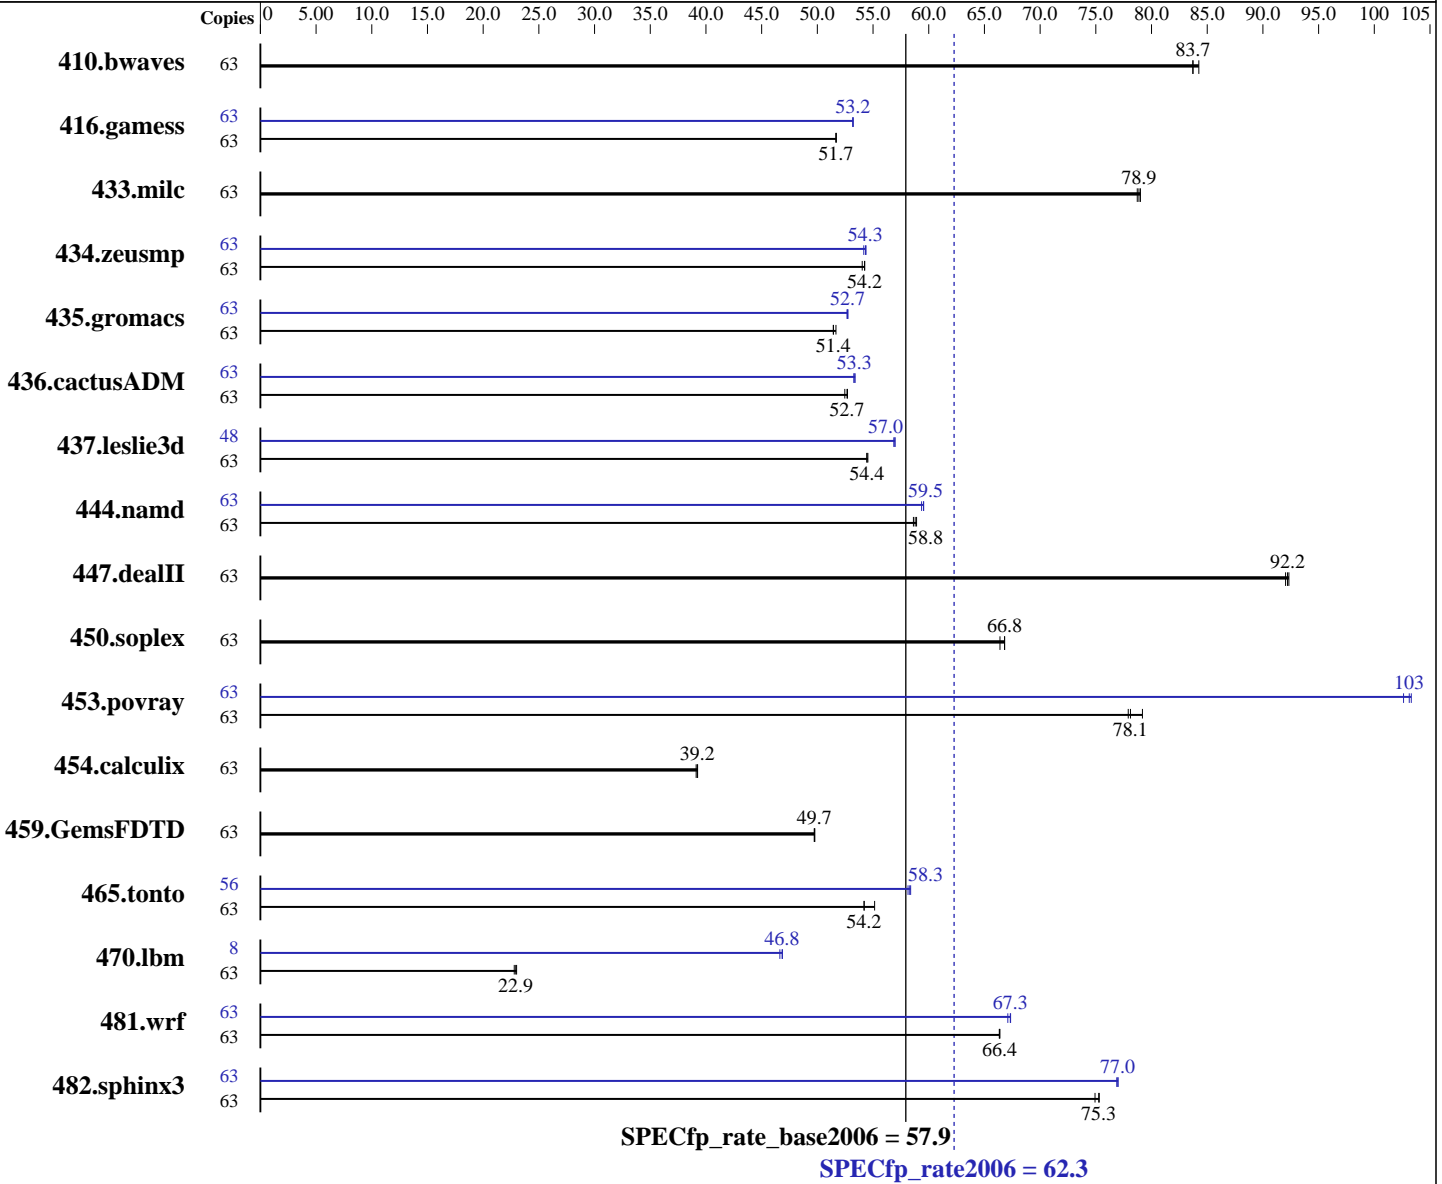 Copies 0 5.00 10.0 15.0 20.0 25.0 30.0 35.0 40.0 45.0 50.0 55.0 60.0 65.0 70.0 75.0 80.0 85.0 90.0 95.0 100 105
83.7
410.bwaves 63
63 53.2
416.gamess
63 51.7
78.9
433.milc 63
63 54.3
434.zeusmp
63 54.2
63 52.7
435.gromacs
63 51.4
63 53.3
436.cactusADM
63 52.7
48 57.0
437.leslie3d
63 54.4
63 59.5
444.namd
63 58.8
92.2
447.dealII 63
66.8
450.soplex 63
63 103
453.povray
63 78.1
39.2
454.calculix 63
49.7
459.GemsFDTD 63
56 58.3
465.tonto
63 54.2
8 46.8
470.lbm
63 22.9
63 67.3
481.wrf
63 66.4
63 77.0
482.sphinx3
63 75.3
SPECfp_rate_base2006 = 57.9
SPECfp_rate2006 = 62.3